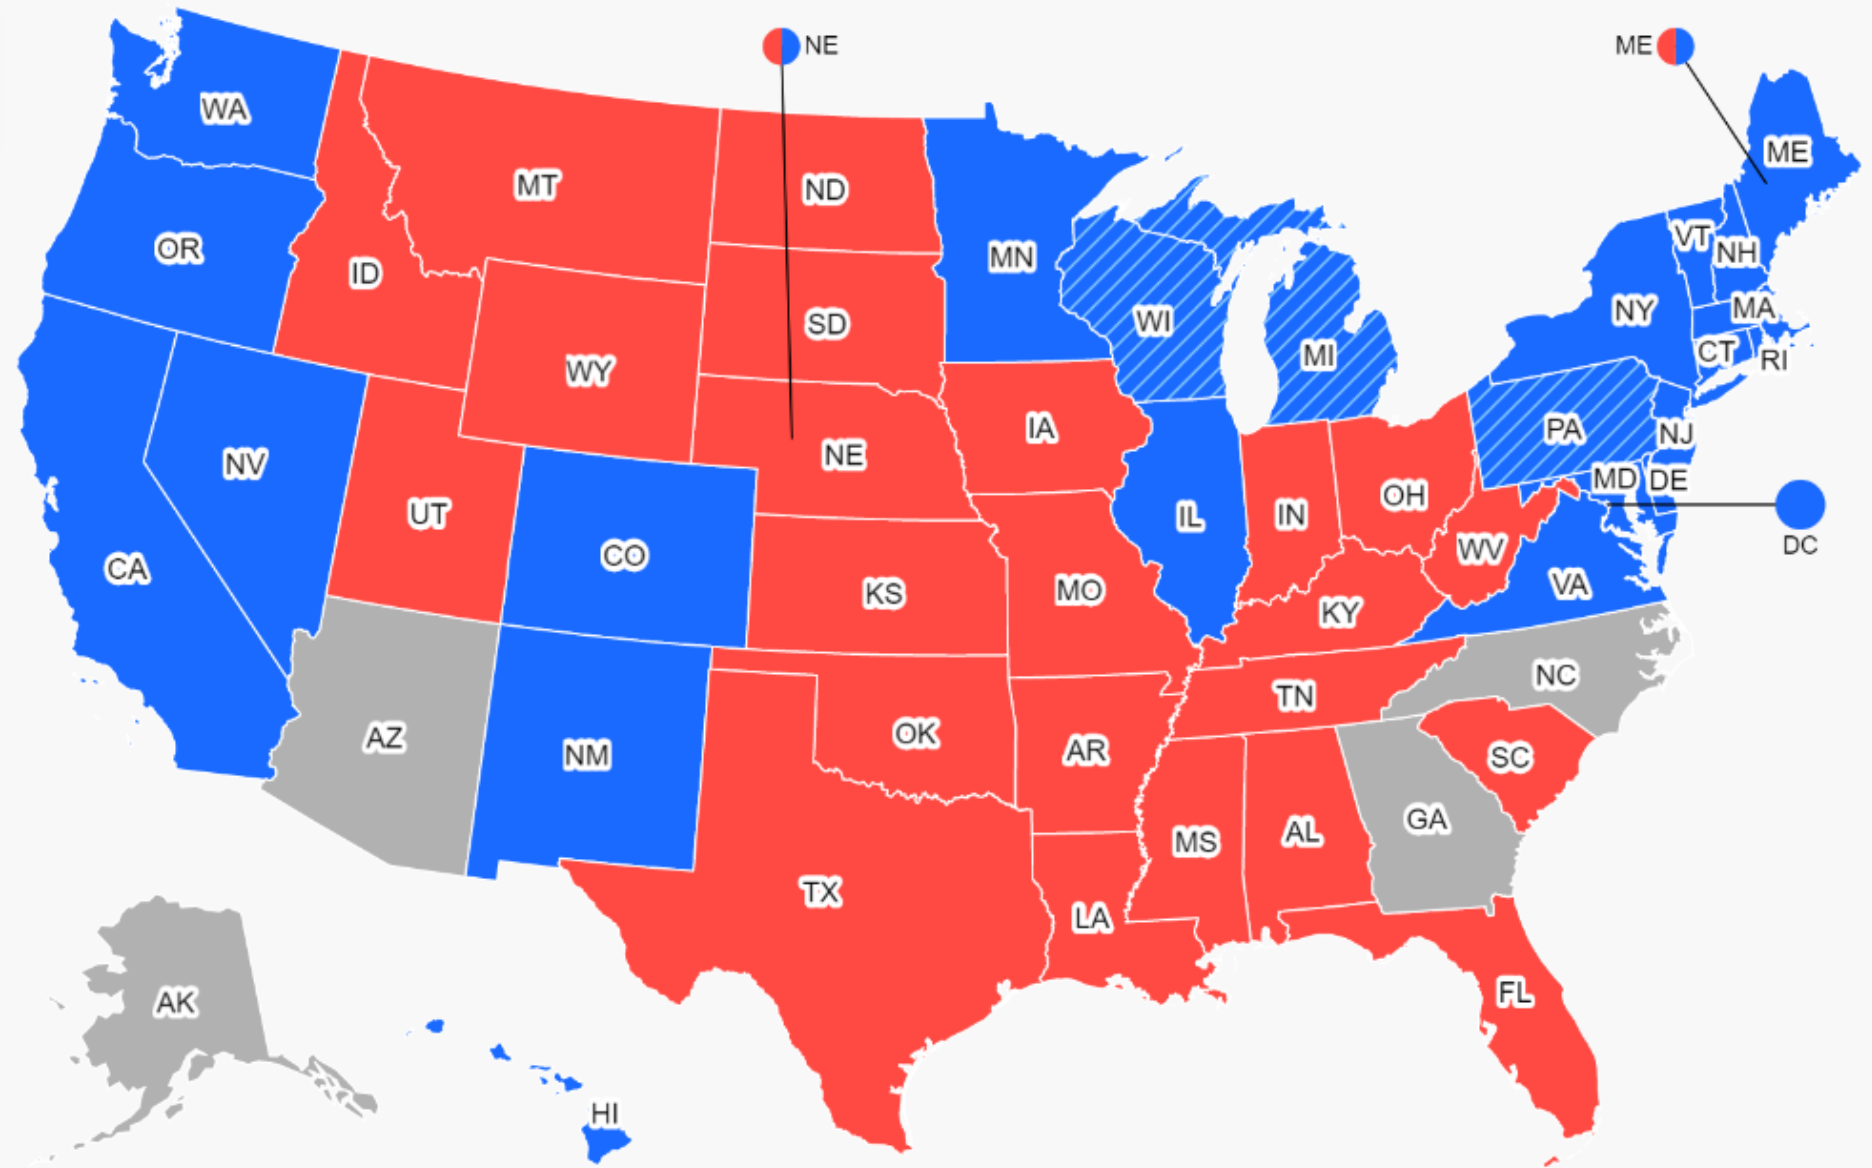 NE
ME
WA
ME
MT
ND
VT
NH
OR
MN
ID
NY
MA
WI
SD
MI
CT
RI
WY
IA
PA
NJ
NE
NV
MD
DE
OH
UT
IL
IN
DC
WV
CO
CA
VA
KS
MO
KY
NC
TN
OK
AZ
AR
NM
SC
GA
AL
MS
TX
LA
FL
AK
HI